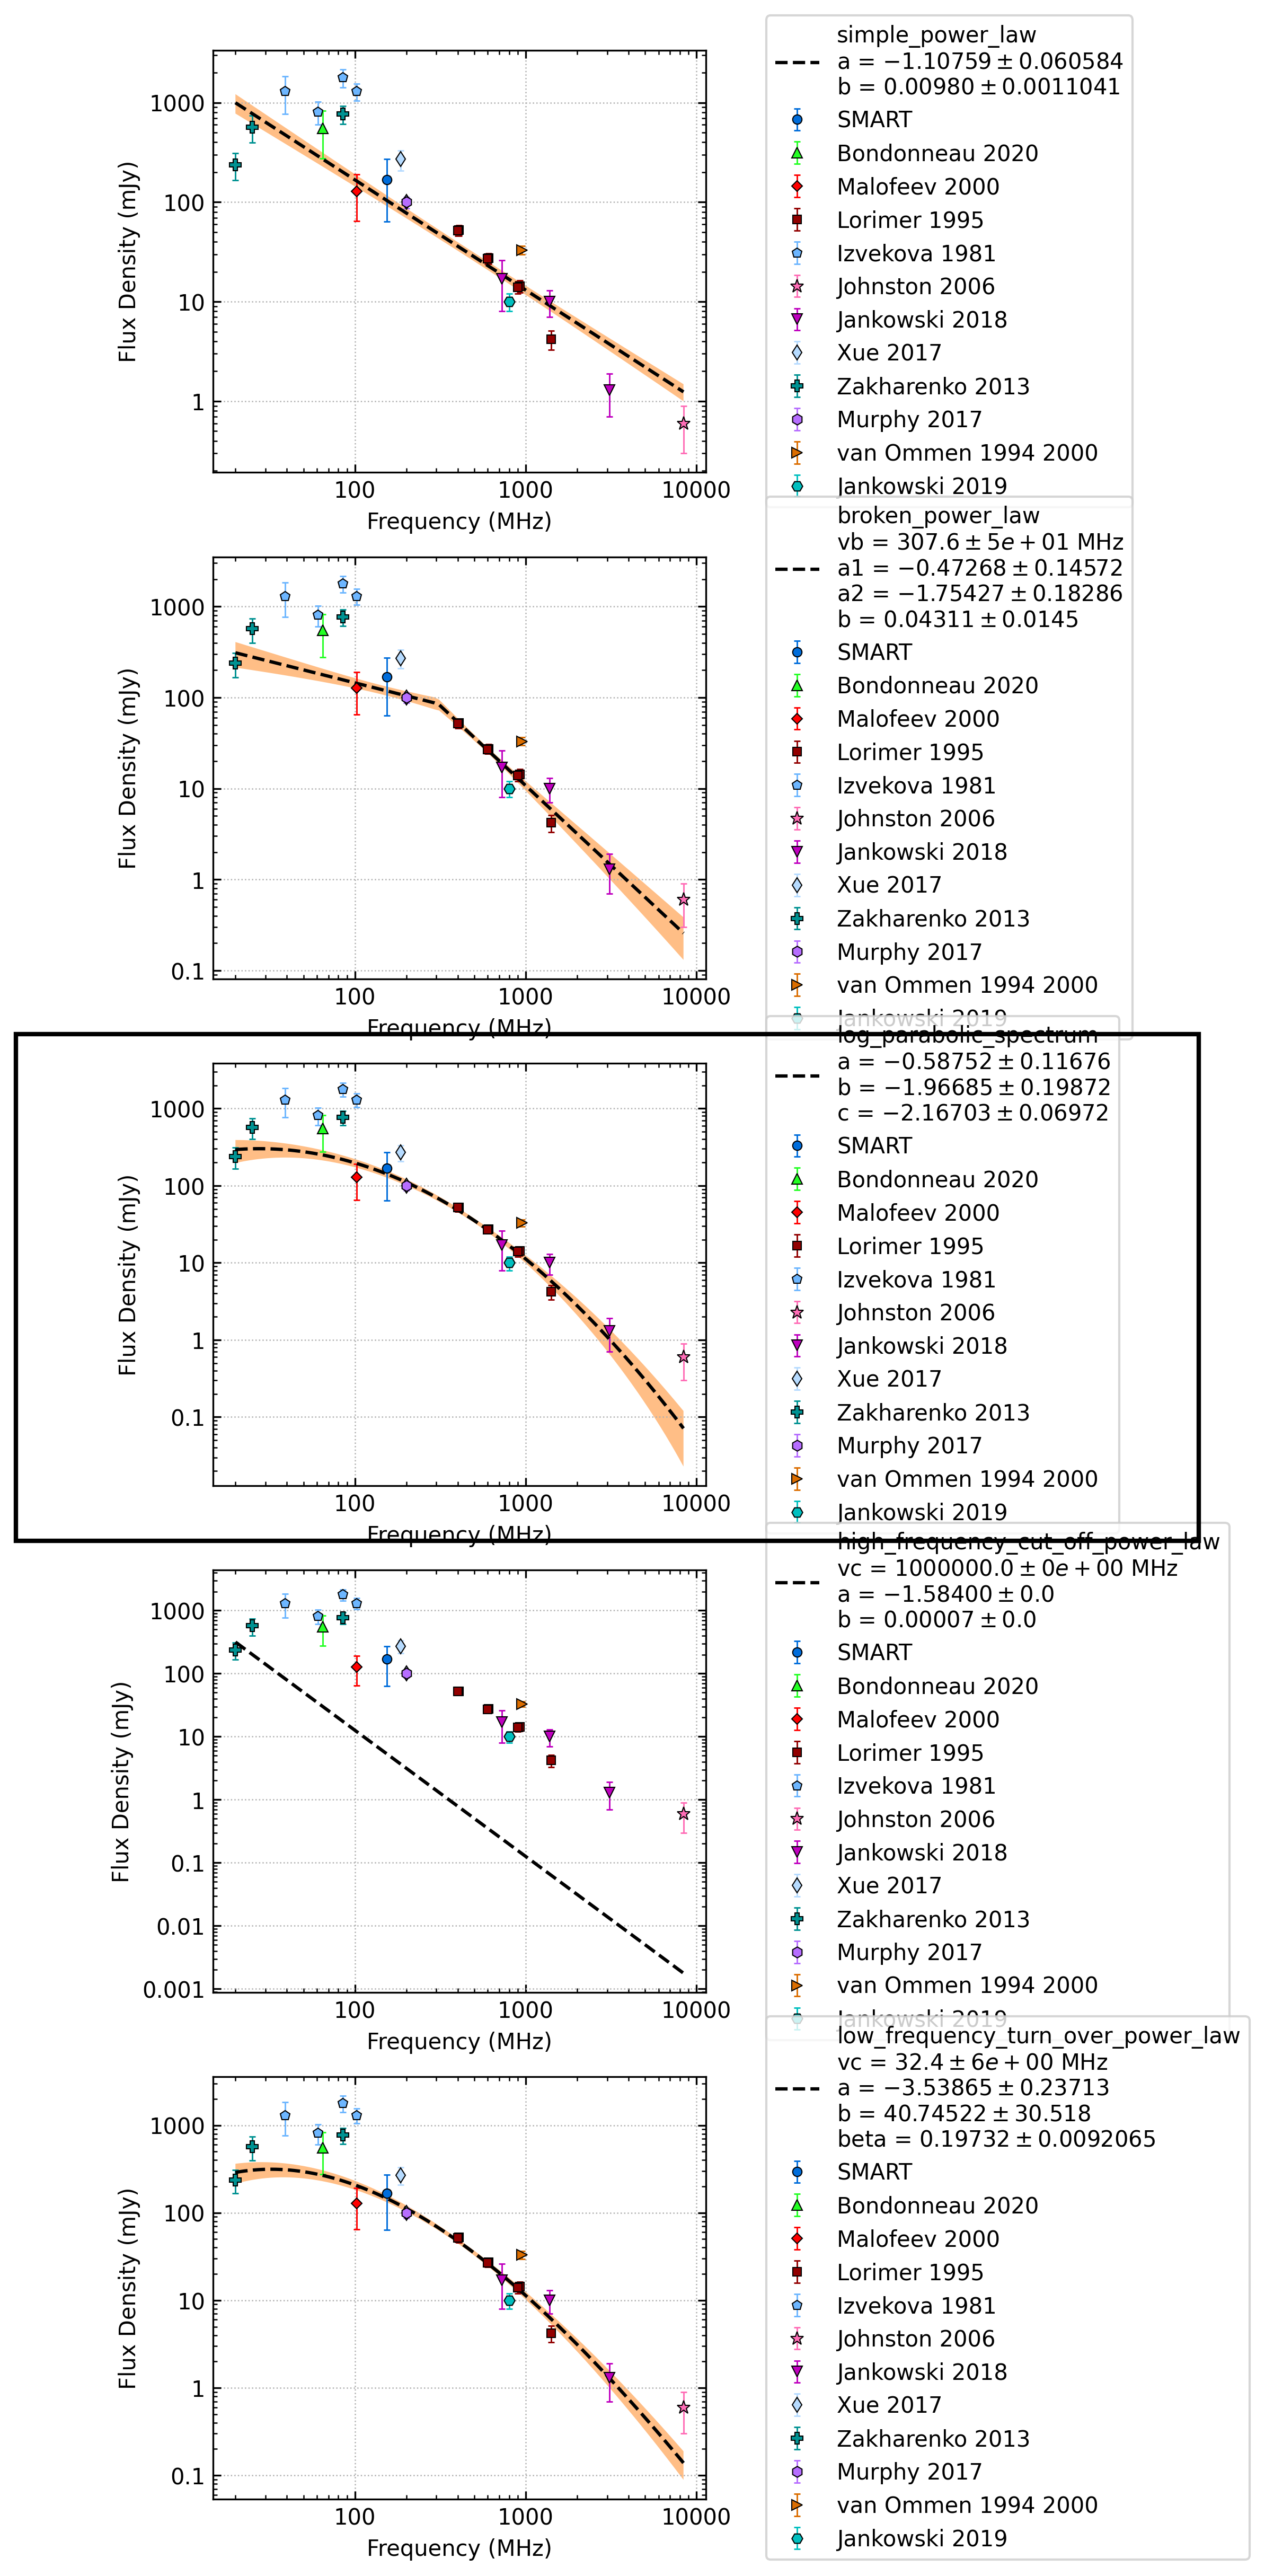 simple_power_law
a = −1.10759 ± 0.060584
b = 0.00980 ± 0.0011041
SMART
Bondonneau 2020
Malofeev 2000
Lorimer 1995
Izvekova 1981
Johnston 2006
Jankowski 2018
Xue 2017
Zakharenko 2013
Murphy 2017
van Ommen 1994 2000
Jankowski 2019
1000
100
10
1
Flux Density (mJy)
100 1000 10000
Frequency (MHz)
broken_power_law
vb = 307.6 ± 5e + 01 MHz
a1 = −0.47268 ± 0.14572
a2 = −1.75427 ± 0.18286
b = 0.04311 ± 0.0145
SMART
Bondonneau 2020
Malofeev 2000
Lorimer 1995
Izvekova 1981
Johnston 2006
Jankowski 2018
Xue 2017
Zakharenko 2013
Murphy 2017
van Ommen 1994 2000
Jankowski 2019
1000
100
10
1
0.1
Flux Density (mJy)
100 1000 10000
Frequency (MHz)
log_parabolic_spectrum
a = −0.58752 ± 0.11676
b = −1.96685 ± 0.19872
c = −2.16703 ± 0.06972
SMART
Bondonneau 2020
Malofeev 2000
Lorimer 1995
Izvekova 1981
Johnston 2006
Jankowski 2018
Xue 2017
Zakharenko 2013
Murphy 2017
van Ommen 1994 2000
Jankowski 2019
1000
100
10
1
0.1
Flux Density (mJy)
100 1000 10000
Frequency (MHz)
high_frequency_cut_off_power_law
vc = 1000000.0 ± 0e + 00 MHz
a = −1.58400 ± 0.0
b = 0.00007 ± 0.0
SMART
Bondonneau 2020
Malofeev 2000
Lorimer 1995
Izvekova 1981
Johnston 2006
Jankowski 2018
Xue 2017
Zakharenko 2013
Murphy 2017
van Ommen 1994 2000
Jankowski 2019
1000
100
10
1
0.1
0.01
0.001
Flux Density (mJy)
100 1000 10000
Frequency (MHz)
low_frequency_turn_over_power_law
vc = 32.4 ± 6e + 00 MHz
a = −3.53865 ± 0.23713
b = 40.74522 ± 30.518
beta = 0.19732 ± 0.0092065
SMART
Bondonneau 2020
Malofeev 2000
Lorimer 1995
Izvekova 1981
Johnston 2006
Jankowski 2018
Xue 2017
Zakharenko 2013
Murphy 2017
van Ommen 1994 2000
Jankowski 2019
1000
100
10
1
0.1
Flux Density (mJy)
100 1000 10000
Frequency (MHz)